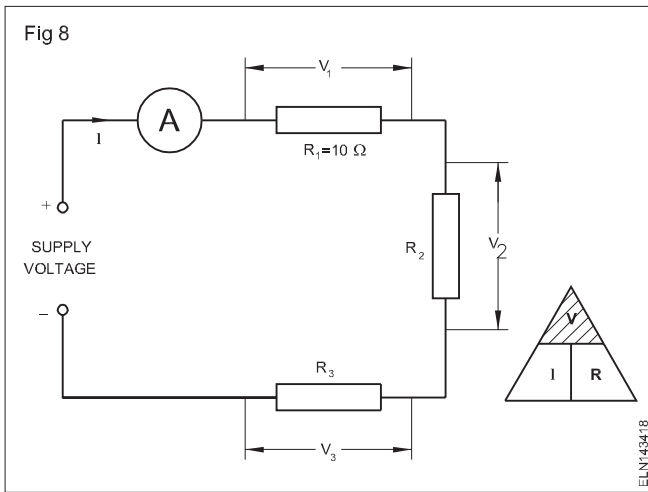 Fig 8
V1
A
I
R1=10 Ω
+
SUPPLY
VOLTAGE
–
R2
V2
R3
V3
V
I
R
ELN143418